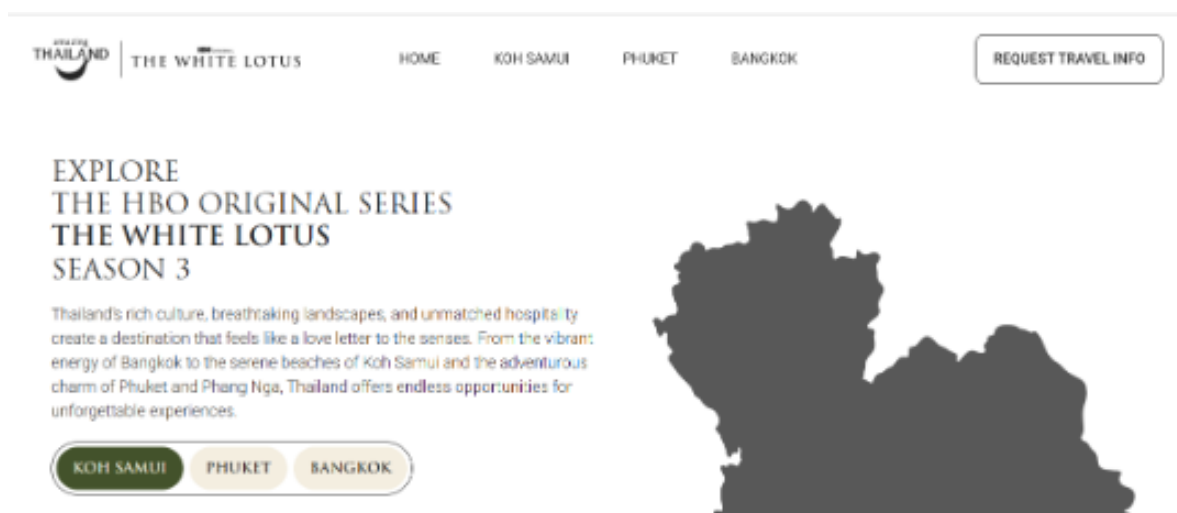 amazing
THAILAND
THE WHITE LOTUS
HOME
KOH SAMUI
PHUKET
BANGKOK
REQUEST TRAVEL INFO
EXPLORE
THE HBO ORIGINAL SERIES
THE WHITE LOTUS
SEASON 3
Thailand's rich culture, breathtaking landscapes, and unmatched hospitality
create a destination that feels like a love letter to the senses. From the vibrant
energy of Bangkok to the serene beaches of Koh Samui and the adventurous
charm of Phuket and Phang Nga, Thailand offers endless opportunities for
unforgettable experiences.
KOH SAMUI
PHUKET
BANGKOK